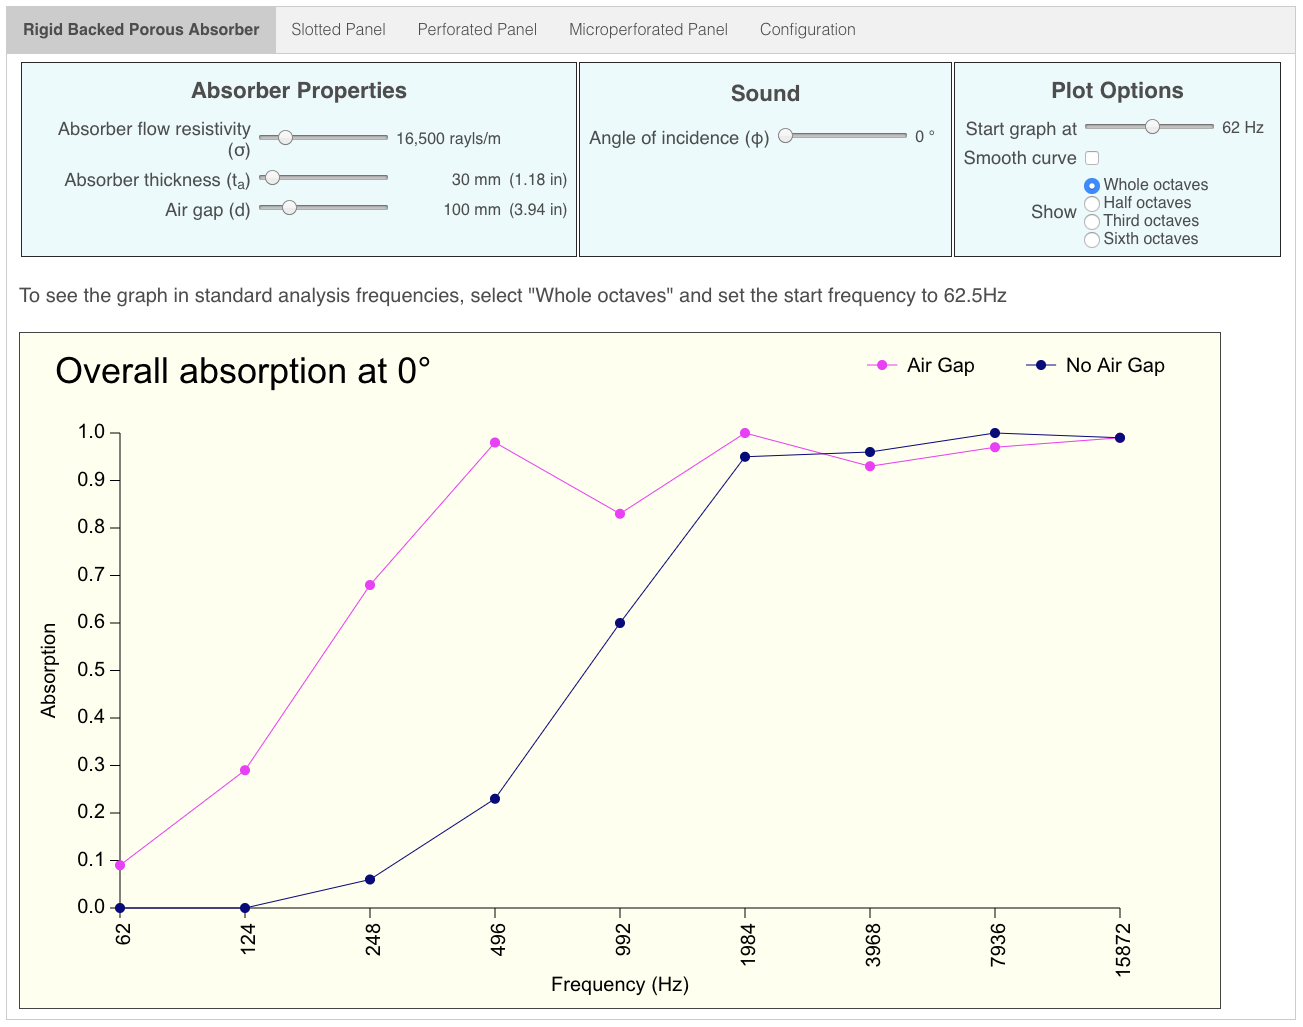 Rigid Backed Porous Absorber Slotted Panel Perforated Panel Microperforated Panel Configuration
Absorber Properties
Absorber flow resistivity (σ) 16,500 rayls/m
Absorber thickness (tₐ) 30 mm (1.18 in)
Air gap (d) 100 mm (3.94 in)
Sound
Angle of incidence (ϕ) 0 °
Plot Options
Start graph at 62 Hz
Smooth curve
Show
Whole octaves
Half octaves
Third octaves
Sixth octaves
To see the graph in standard analysis frequencies, select "Whole octaves" and set the start frequency to 62.5Hz
Overall absorption at 0°
Air Gap No Air Gap
1.0
0.9
0.8
0.7
0.6
0.5
0.4
0.3
0.2
0.1
0.0
Absorption
62 124 248 496 992 1984 3968 7936 15872
Frequency (Hz)